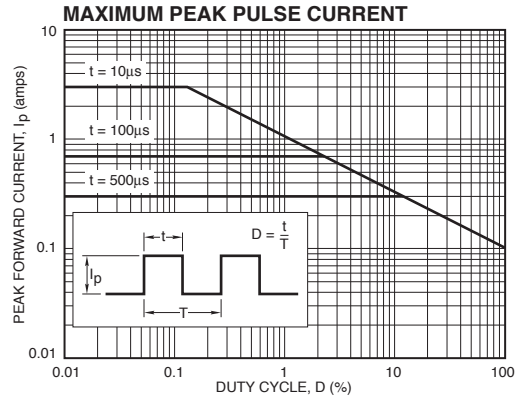 MAXIMUM PEAK PULSE CURRENT
PEAK FORWARD CURRENT, Ip (amps)
10
1
0.1
0.01
t = 10μs
t = 100μs
t = 500μs
t
D = t/T
Ip
T
0.01 0.1 1 10 100
DUTY CYCLE, D (%)